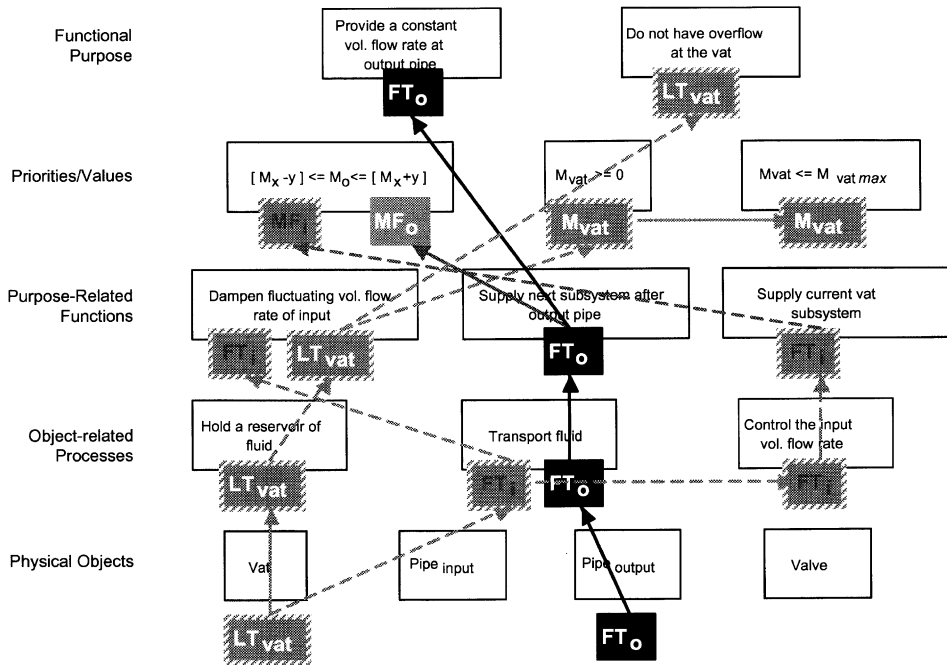 Functional
Purpose
Provide a constant
vol. flow rate at
output pipe
Do not have overflow
at the vat
FTo
LTvat
Priorities/Values
[ Mx -y ] <= Mo<= [ Mx+y ]
Mvat >= 0
Mvat <= M vat max
MFi
MFo
Mvat
Mvat
Purpose-Related
Functions
Dampen fluctuating vol. flow
rate of input
Supply next subsystem after
output pipe
Supply current vat
subsystem
FTi
LTvat
FTo
FTi
Object-related
Processes
Hold a reservoir of
fluid
Transport fluid
Control the input
vol. flow rate
LTvat
FTi
FTo
FTi
Physical Objects
Vat
Pipe input
Pipe output
Valve
LTvat
FTo